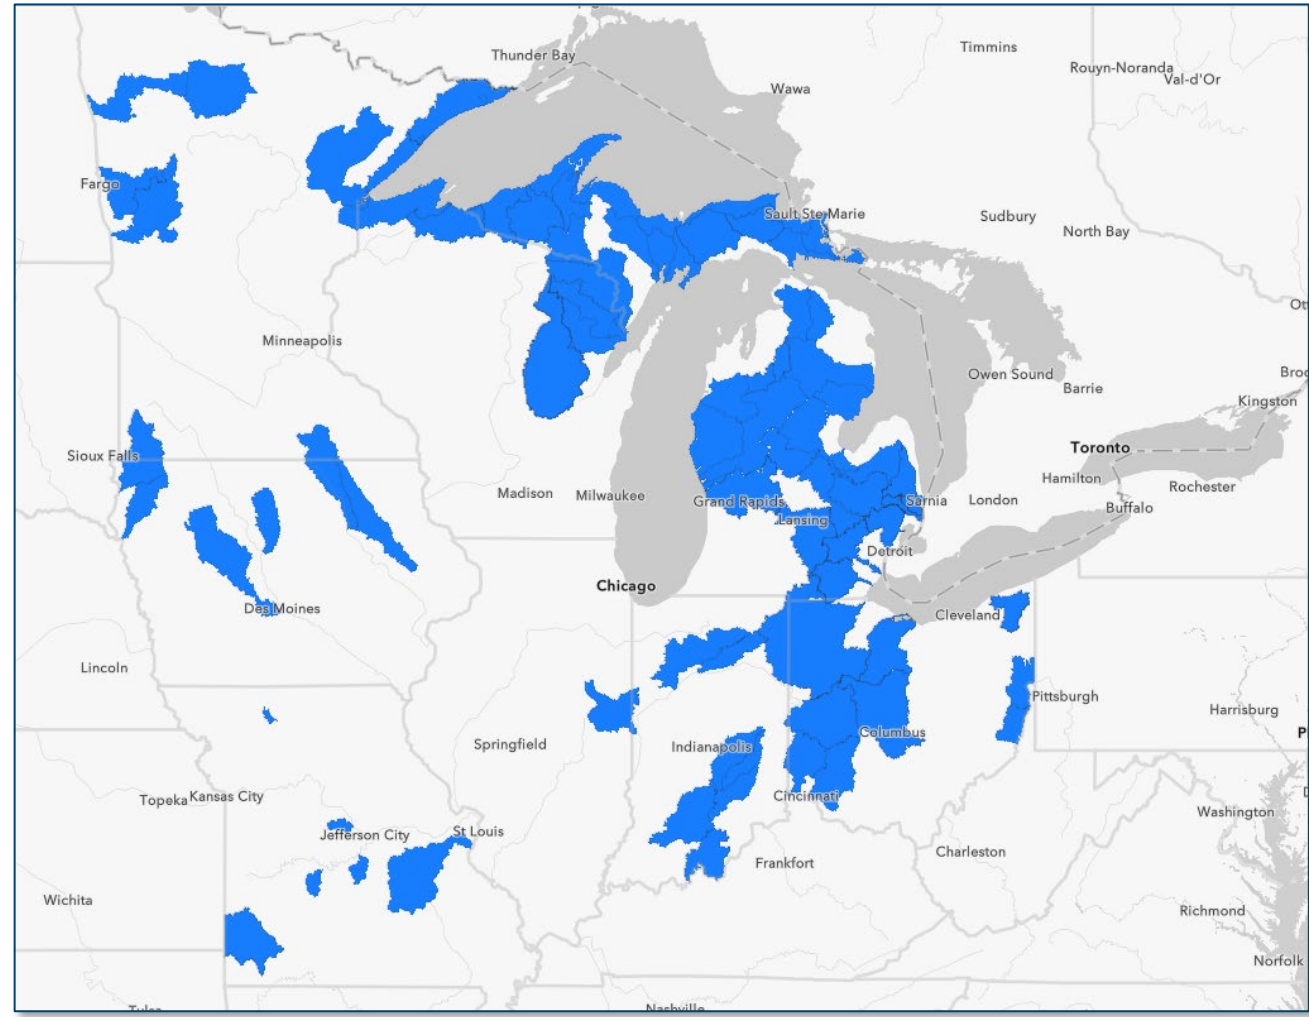 Thunder Bay
Timmins
Rouyn-Noranda
Val-d'Or
Wawa
Fargo
Sault Ste Marie
Sudbury
North Bay
Minneapolis
Owen Sound
Barrie
Kingston
Sioux Falls
Toronto
Hamilton
Rochester
Madison
Milwaukee
Grand Rapids
Sarnia
London
Buffalo
Lansing
Detroit
Chicago
Des Moines
Cleveland
Lincoln
Pittsburgh
Harrisburg
Springfield
Indianapolis
Columbus
Topeka
Kansas City
Cincinnati
Washington
Jefferson City
St Louis
Frankfort
Charleston
Wichita
Richmond
Norfolk